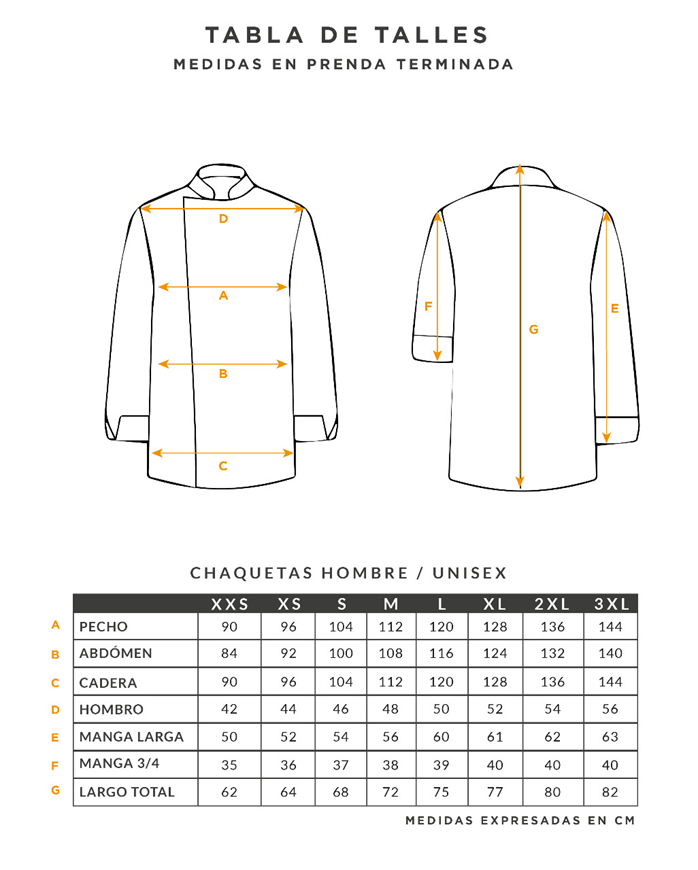 TABLA DE TALLES
MEDIDAS EN PRENDA TERMINADA
D
A
B
C
F
E
G
CHAQUETAS HOMBRE / UNISEX
XXS XS S M L XL 2XL 3XL
A PECHO 90 96 104 112 120 128 136 144
B ABDÓMEN 84 92 100 108 116 124 132 140
C CADERA 90 96 104 112 120 128 136 144
D HOMBRO 42 44 46 48 50 52 54 56
E MANGA LARGA 50 52 54 56 60 61 62 63
F MANGA 3/4 35 36 37 38 39 40 40 40
G LARGO TOTAL 62 64 68 72 75 77 80 82
MEDIDAS EXPRESADAS EN CM